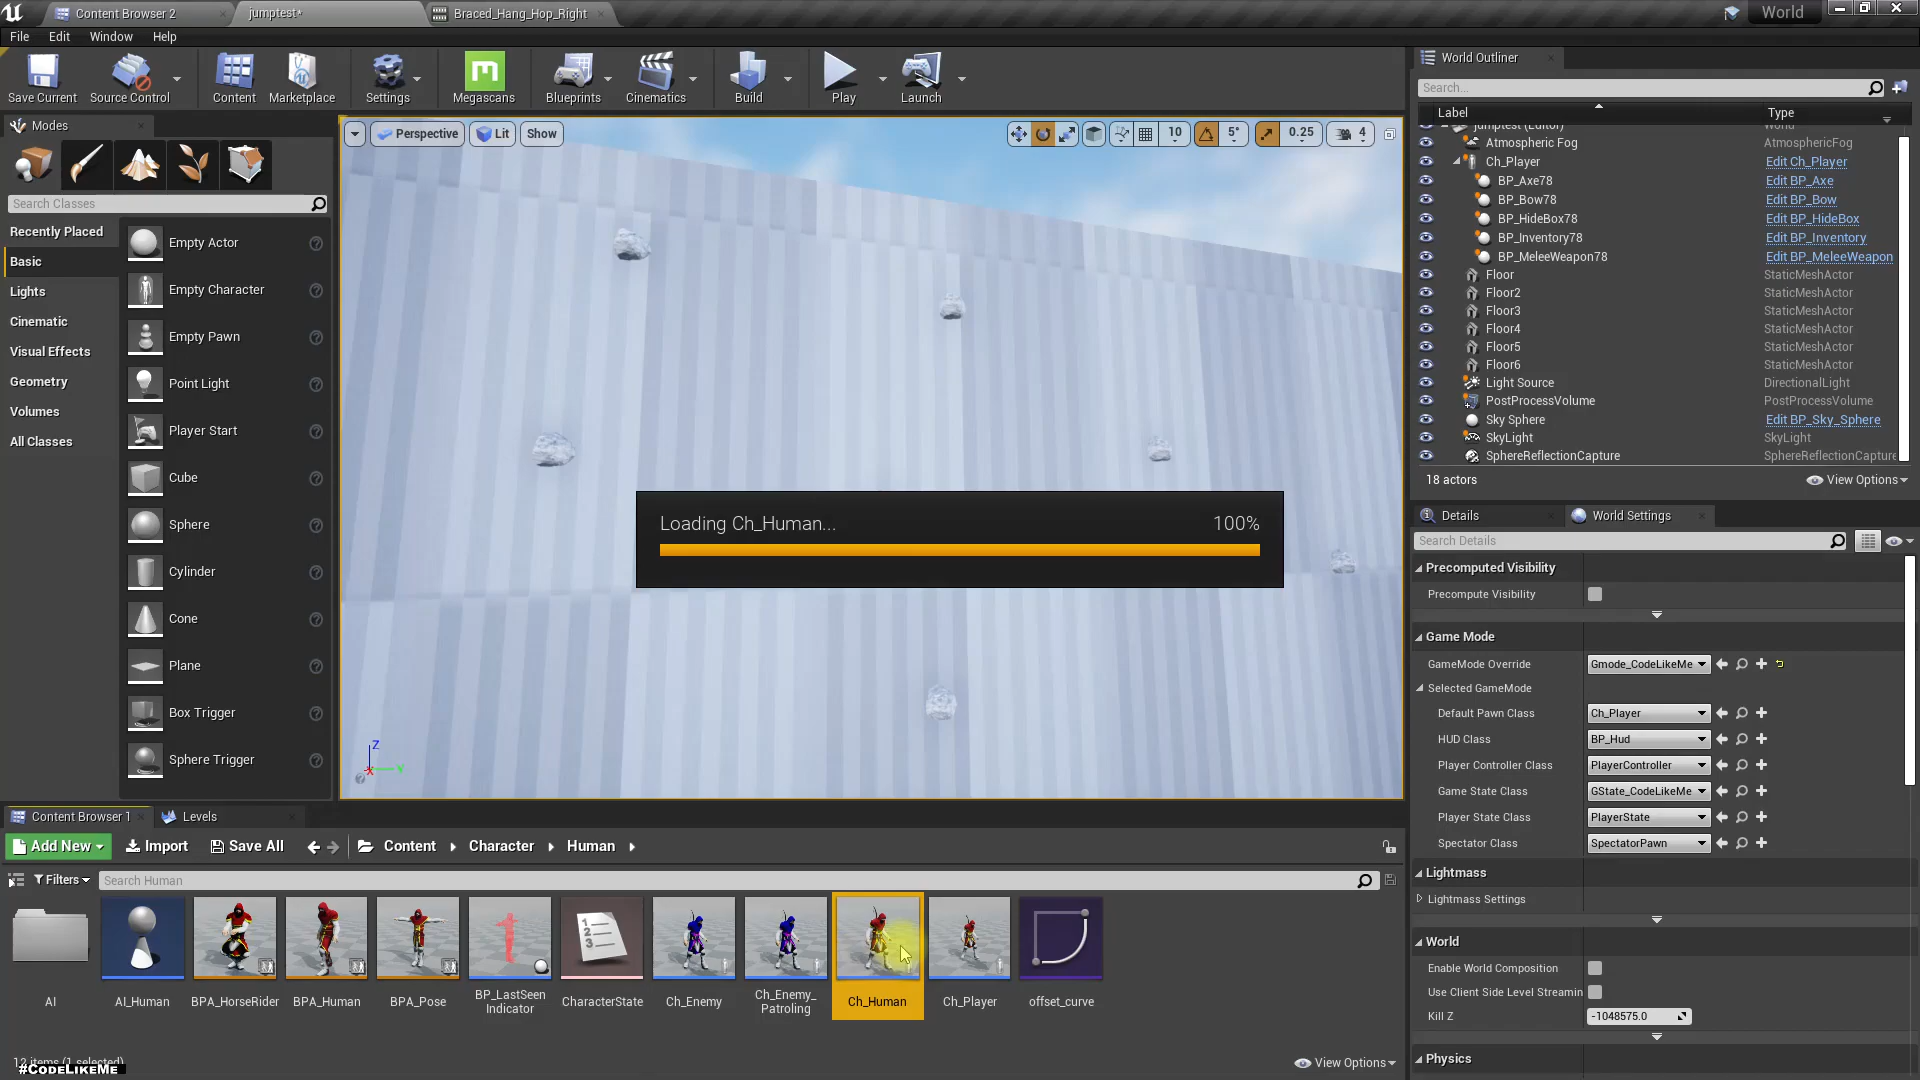 Content Browser 2
jumptest*
Braced_Hang_Hop_Right
World
File Edit Window Help
Save Current
Source Control
Content
Marketplace
Settings
Megascans
Blueprints
Cinematics
Build
Play
Launch
Modes
Search Classes
Recently Placed
Basic
Lights
Cinematic
Visual Effects
Geometry
Volumes
All Classes
Empty Actor
Empty Character
Empty Pawn
Point Light
Player Start
Cube
Sphere
Cylinder
Cone
Plane
Box Trigger
Sphere Trigger
Perspective Lit Show
10 5° 0.25 4
Loading Ch_Human... 100%
Z
Y
X
World Outliner
Search...
Label Type
jumptest (Editor) World
Atmospheric Fog AtmosphericFog
Ch_Player Edit Ch_Player
BP_Axe78 Edit BP_Axe
BP_Bow78 Edit BP_Bow
BP_HideBox78 Edit BP_HideBox
BP_Inventory78 Edit BP_Inventory
BP_MeleeWeapon78 Edit BP_MeleeWeapon
Floor StaticMeshActor
Floor2 StaticMeshActor
Floor3 StaticMeshActor
Floor4 StaticMeshActor
Floor5 StaticMeshActor
Floor6 StaticMeshActor
Light Source DirectionalLight
PostProcessVolume PostProcessVolume
Sky Sphere Edit BP_Sky_Sphere
SkyLight SkyLight
SphereReflectionCapture SphereReflectionCapture
18 actors View Options
Details World Settings
Search Details
Precomputed Visibility
Precompute Visibility
Game Mode
GameMode Override Gmode_CodeLikeMe
Selected GameMode
Default Pawn Class Ch_Player
HUD Class BP_Hud
Player Controller Class PlayerController
Game State Class GState_CodeLikeMe
Player State Class PlayerState
Spectator Class SpectatorPawn
Lightmass
Lightmass Settings
World
Enable World Composition
Use Client Side Level Streamin
Kill Z -1048575.0
Physics
Content Browser 1 Levels
Add New Import Save All Content Character Human
Filters Search Human
AI
AI_Human
BPA_HorseRider
BPA_Human
BPA_Pose
BP_LastSeen
Indicator
CharacterState
Ch_Enemy
Ch_Enemy_
Patroling
Ch_Human
Ch_Player
offset_curve
12 items (1 selected) View Options
#CodeLikeMe